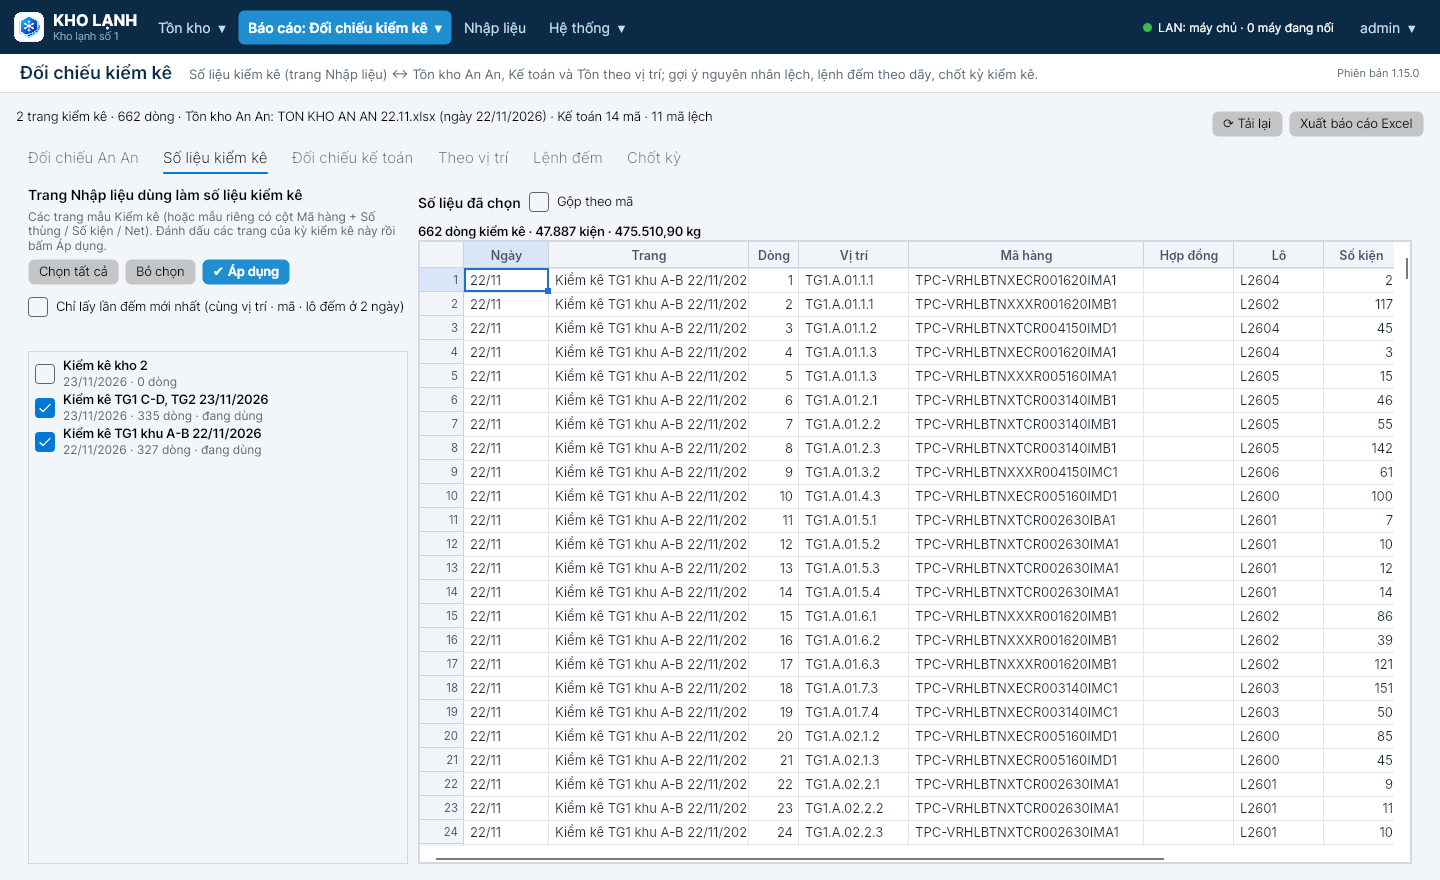 KHO LẠNH
Kho lạnh số 1
Tồn kho ▾
Báo cáo: Đối chiếu kiểm kê ▾
Nhập liệu
Hệ thống ▾
LAN: máy chủ · 0 máy đang nối
admin ▾
Đối chiếu kiểm kê
Số liệu kiểm kê (trang Nhập liệu) ↔ Tồn kho An An, Kế toán và Tồn theo vị trí; gợi ý nguyên nhân lệch, lệnh đếm theo dãy, chốt kỳ kiểm kê.
Phiên bản 1.15.0
2 trang kiểm kê · 662 dòng · Tồn kho An An: TON KHO AN AN 22.11.xlsx (ngày 22/11/2026) · Kế toán 14 mã · 11 mã lệch
⟳ Tải lại
Xuất báo cáo Excel
Đối chiếu An An
Số liệu kiểm kê
Đối chiếu kế toán
Theo vị trí
Lệnh đếm
Chốt kỳ
Trang Nhập liệu dùng làm số liệu kiểm kê
Các trang mẫu Kiểm kê (hoặc mẫu riêng có cột Mã hàng + Số
thùng / Số kiện / Net). Đánh dấu các trang của kỳ kiểm kê này rồi
bấm Áp dụng.
Chọn tất cả
Bỏ chọn
✔ Áp dụng
Chỉ lấy lần đếm mới nhất (cùng vị trí · mã · lô đếm ở 2 ngày)
Kiểm kê kho 2
23/11/2026 · 0 dòng
Kiểm kê TG1 C-D, TG2 23/11/2026
23/11/2026 · 335 dòng · đang dùng
Kiểm kê TG1 khu A-B 22/11/2026
22/11/2026 · 327 dòng · đang dùng
Số liệu đã chọn
Gộp theo mã
662 dòng kiểm kê · 47.887 kiện · 475.510,90 kg
Ngày Trang Dòng Vị trí Mã hàng Hợp đồng Lô Số kiện
1 22/11 Kiểm kê TG1 khu A-B 22/11/202 1 TG1.A.01.1.1 TPC-VRHLBTNXECR001620IMA1 L2604 2
2 22/11 Kiểm kê TG1 khu A-B 22/11/202 2 TG1.A.01.1.1 TPC-VRHLBTNXXXR001620IMB1 L2602 117
3 22/11 Kiểm kê TG1 khu A-B 22/11/202 3 TG1.A.01.1.2 TPC-VRHLBTNXTCR004150IMD1 L2604 45
4 22/11 Kiểm kê TG1 khu A-B 22/11/202 4 TG1.A.01.1.3 TPC-VRHLBTNXECR001620IMA1 L2604 3
5 22/11 Kiểm kê TG1 khu A-B 22/11/202 5 TG1.A.01.1.3 TPC-VRHLBTNXXXR005160IMA1 L2605 15
6 22/11 Kiểm kê TG1 khu A-B 22/11/202 6 TG1.A.01.2.1 TPC-VRHLBTNXTCR003140IMB1 L2605 46
7 22/11 Kiểm kê TG1 khu A-B 22/11/202 7 TG1.A.01.2.2 TPC-VRHLBTNXTCR003140IMB1 L2605 55
8 22/11 Kiểm kê TG1 khu A-B 22/11/202 8 TG1.A.01.2.3 TPC-VRHLBTNXTCR003140IMB1 L2605 142
9 22/11 Kiểm kê TG1 khu A-B 22/11/202 9 TG1.A.01.3.2 TPC-VRHLBTNXXXR004150IMC1 L2606 61
10 22/11 Kiểm kê TG1 khu A-B 22/11/202 10 TG1.A.01.4.3 TPC-VRHLBTNXECR005160IMD1 L2600 100
11 22/11 Kiểm kê TG1 khu A-B 22/11/202 11 TG1.A.01.5.1 TPC-VRHLBTNXTCR002630IBA1 L2601 7
12 22/11 Kiểm kê TG1 khu A-B 22/11/202 12 TG1.A.01.5.2 TPC-VRHLBTNXTCR002630IMA1 L2601 10
13 22/11 Kiểm kê TG1 khu A-B 22/11/202 13 TG1.A.01.5.3 TPC-VRHLBTNXTCR002630IMA1 L2601 12
14 22/11 Kiểm kê TG1 khu A-B 22/11/202 14 TG1.A.01.5.4 TPC-VRHLBTNXTCR002630IMA1 L2601 14
15 22/11 Kiểm kê TG1 khu A-B 22/11/202 15 TG1.A.01.6.1 TPC-VRHLBTNXXXR001620IMB1 L2602 86
16 22/11 Kiểm kê TG1 khu A-B 22/11/202 16 TG1.A.01.6.2 TPC-VRHLBTNXXXR001620IMB1 L2602 39
17 22/11 Kiểm kê TG1 khu A-B 22/11/202 17 TG1.A.01.6.3 TPC-VRHLBTNXXXR001620IMB1 L2602 121
18 22/11 Kiểm kê TG1 khu A-B 22/11/202 18 TG1.A.01.7.3 TPC-VRHLBTNXECR003140IMC1 L2603 151
19 22/11 Kiểm kê TG1 khu A-B 22/11/202 19 TG1.A.01.7.4 TPC-VRHLBTNXECR003140IMC1 L2603 50
20 22/11 Kiểm kê TG1 khu A-B 22/11/202 20 TG1.A.02.1.2 TPC-VRHLBTNXECR005160IMD1 L2600 85
21 22/11 Kiểm kê TG1 khu A-B 22/11/202 21 TG1.A.02.1.3 TPC-VRHLBTNXECR005160IMD1 L2600 45
22 22/11 Kiểm kê TG1 khu A-B 22/11/202 22 TG1.A.02.2.1 TPC-VRHLBTNXTCR002630IMA1 L2601 9
23 22/11 Kiểm kê TG1 khu A-B 22/11/202 23 TG1.A.02.2.2 TPC-VRHLBTNXTCR002630IMA1 L2601 11
24 22/11 Kiểm kê TG1 khu A-B 22/11/202 24 TG1.A.02.2.3 TPC-VRHLBTNXTCR002630IMA1 L2601 10